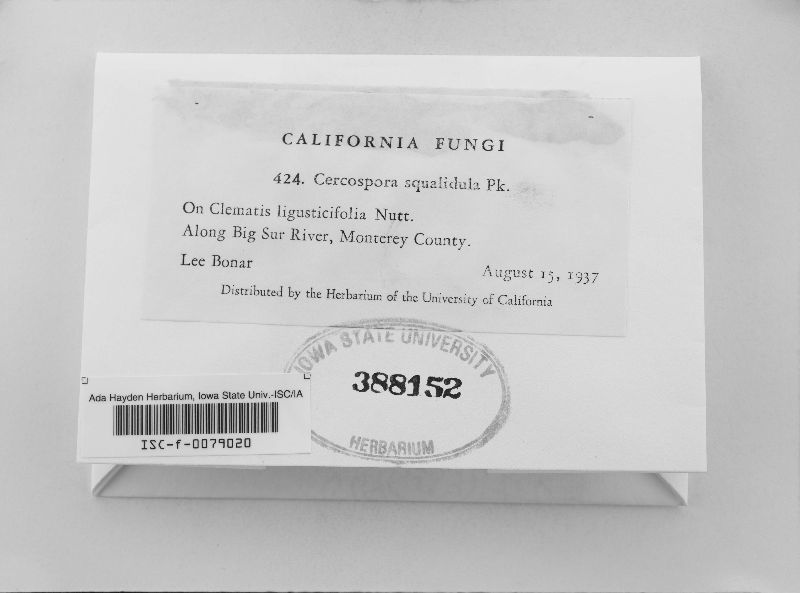 CALIFORNIA FUNGI
424. Cercospora squalidula Pk.
On Clematis ligusticifolia Nutt.
Along Big Sur River, Monterey County.
Lee Bonar
August 15, 1937
Distributed by the Herbarium of the University of California
IOWA STATE UNIVERSITY
388152
HERBARIUM
Ada Hayden Herbarium, Iowa State Univ.-ISC/IA
ISC-f-0079020